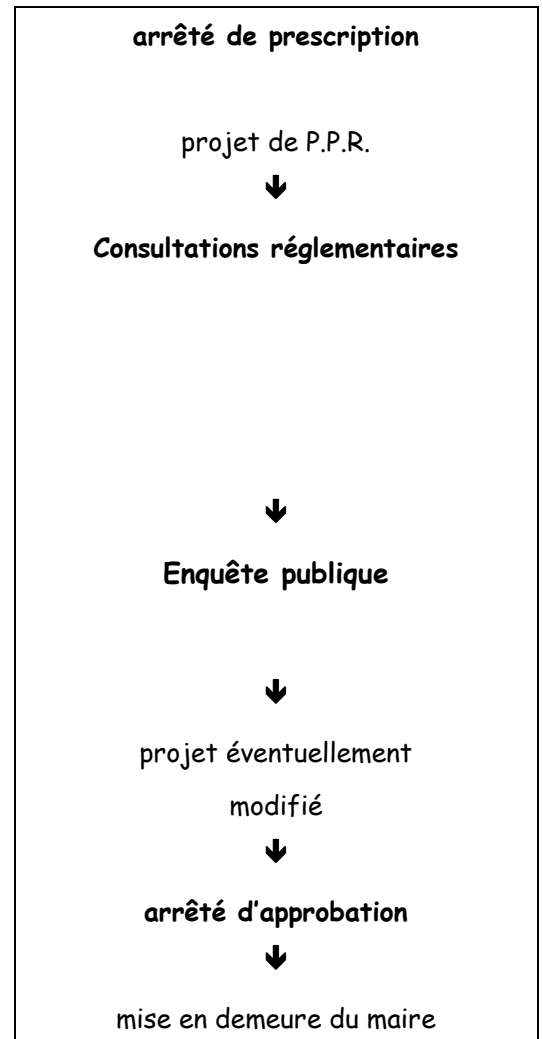 arrêté de prescription
projet de P.P.R.
🡻
Consultations réglementaires
🡻
Enquête publique
🡻
projet éventuellement
modifié
🡻
arrêté d'approbation
🡻
mise en demeure du maire